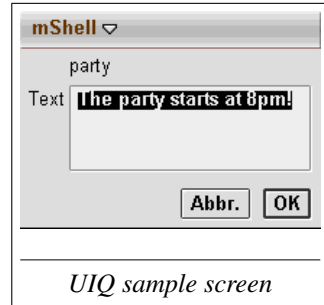 mShell
party
Text The party starts at 8pm!
Abbr. OK
UIQ sample screen